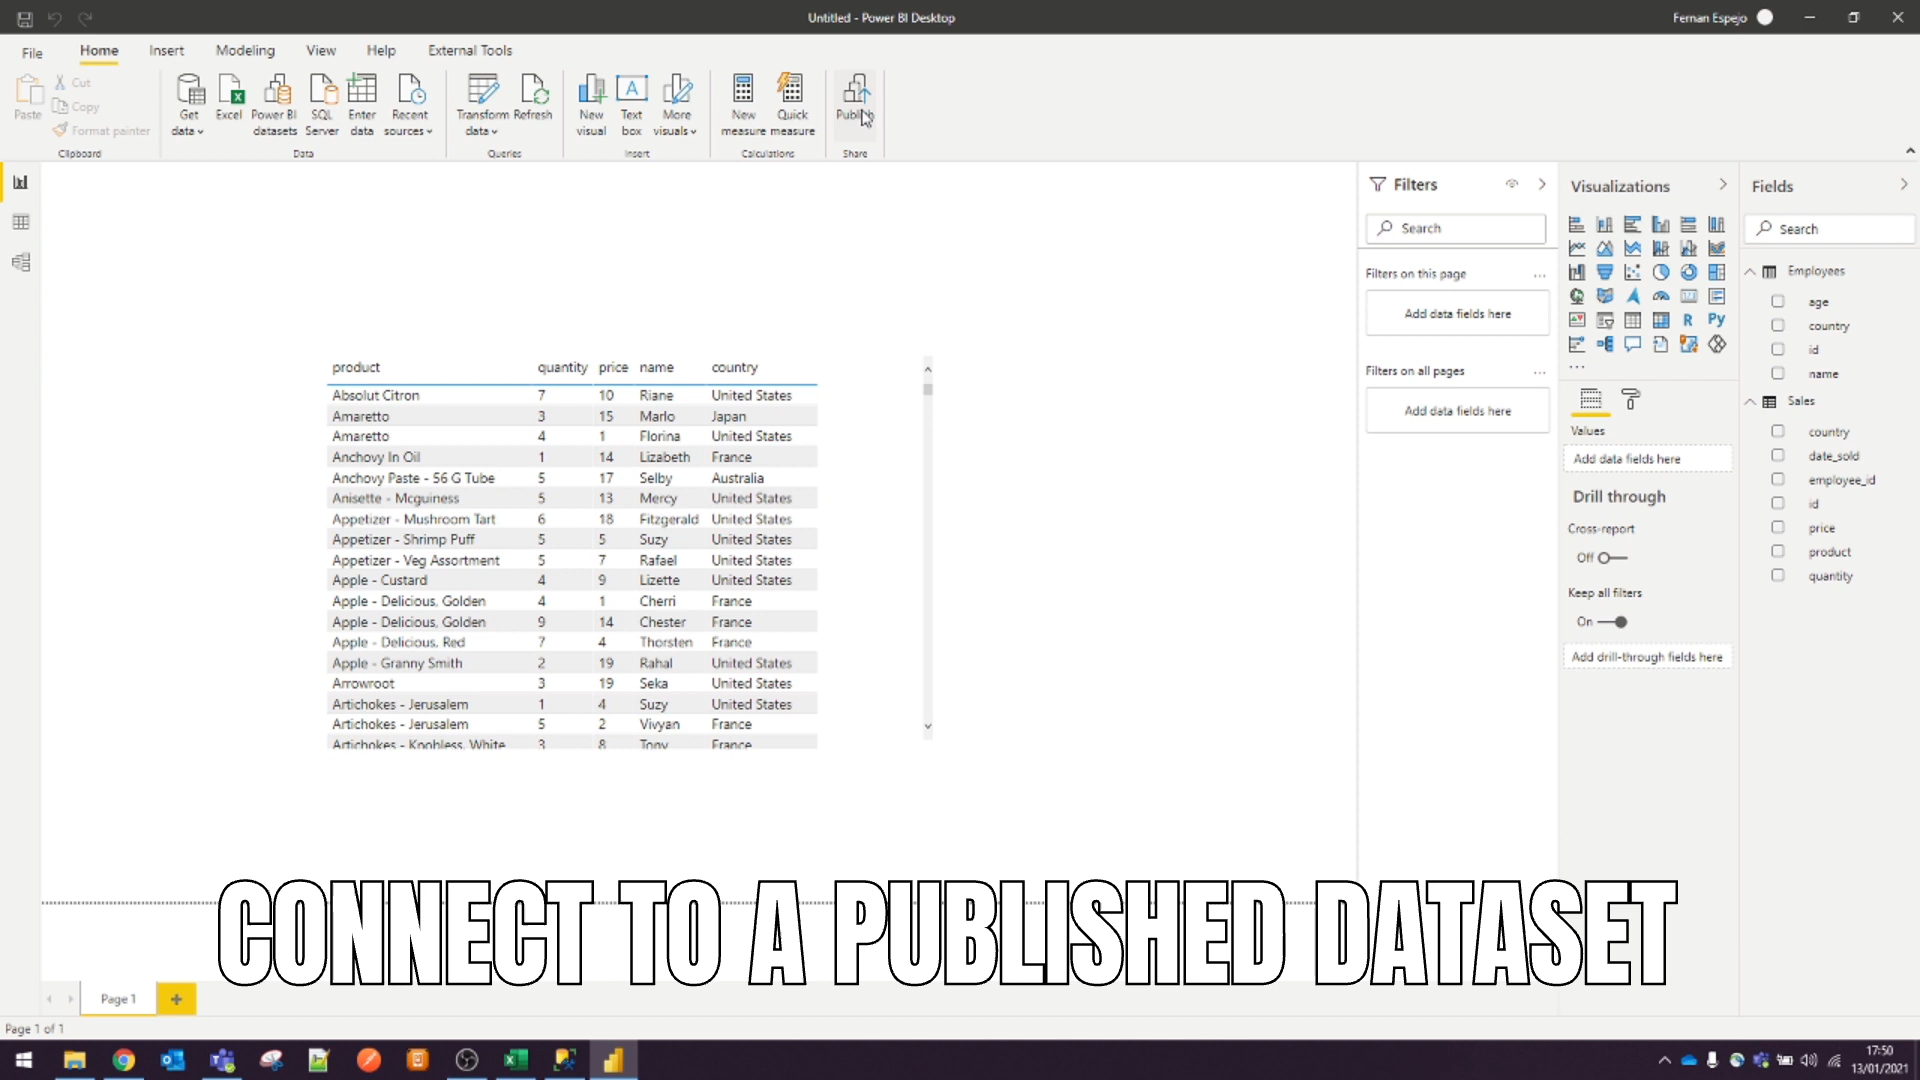 Untitled - Power BI Desktop
Fernan Espejo
File Home Insert Modeling View Help External Tools
Paste
Cut
Copy
Format painter
Clipboard
Get data
Excel
Power BI datasets
SQL Server
Enter data
Recent sources
Data
Transform data
Refresh
Queries
New visual
Text box
More visuals
Insert
New measure
Quick measure
Calculations
Publish
Share
product quantity price name country
Absolut Citron 7 10 Riane United States
Amaretto 3 15 Marlo Japan
Amaretto 4 1 Florina United States
Anchovy In Oil 1 14 Lizabeth France
Anchovy Paste - 56 G Tube 5 17 Selby Australia
Anisette - Mcguiness 5 13 Mercy United States
Appetizer - Mushroom Tart 6 18 Fitzgerald United States
Appetizer - Shrimp Puff 5 5 Suzy United States
Appetizer - Veg Assortment 5 7 Rafael United States
Apple - Custard 4 9 Lizette United States
Apple - Delicious, Golden 4 1 Cherri France
Apple - Delicious, Golden 9 14 Chester France
Apple - Delicious, Red 7 4 Thorsten France
Apple - Granny Smith 2 19 Rahal United States
Arrowroot 3 19 Seka United States
Artichokes - Jerusalem 1 4 Suzy United States
Artichokes - Jerusalem 5 2 Vivyan France
Artichokes - Knobless, White 3 8 Tony France
Filters
Search
Filters on this page ...
Add data fields here
Filters on all pages ...
Add data fields here
Visualizations
R Py
...
Values
Add data fields here
Drill through
Cross-report
Off
Keep all filters
On
Add drill-through fields here
Fields
Search
Employees
age
country
id
name
Sales
country
date_sold
employee_id
id
price
product
quantity
CONNECT TO A PUBLISHED DATASET
Page 1 +
Page 1 of 1
17:50
13/01/2021